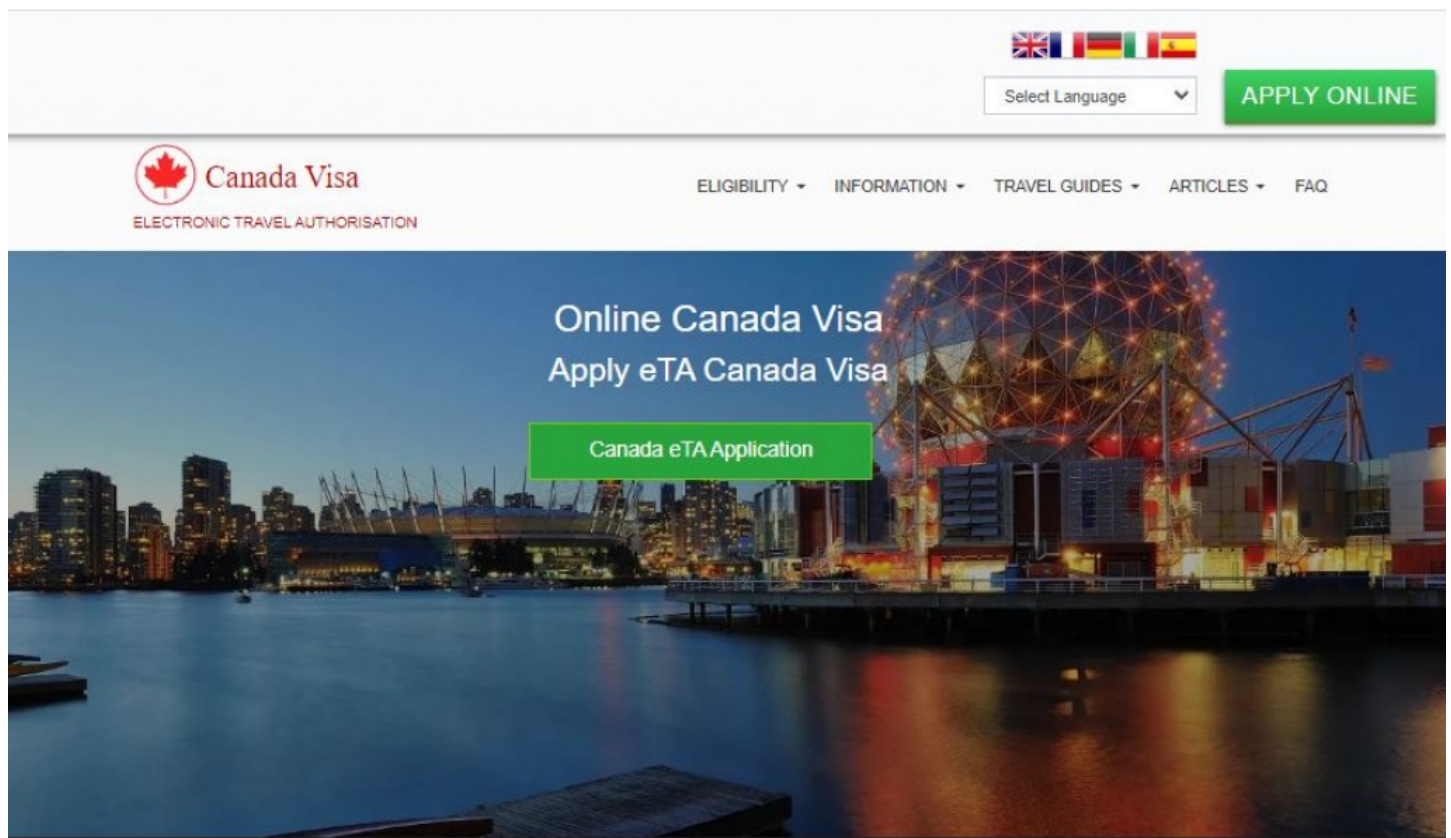 Select Language
APPLY ONLINE
Canada Visa
ELECTRONIC TRAVEL AUTHORISATION
ELIGIBILITY
INFORMATION
TRAVEL GUIDES
ARTICLES
FAQ
Online Canada Visa
Apply eTA Canada Visa
Canada eTA Application